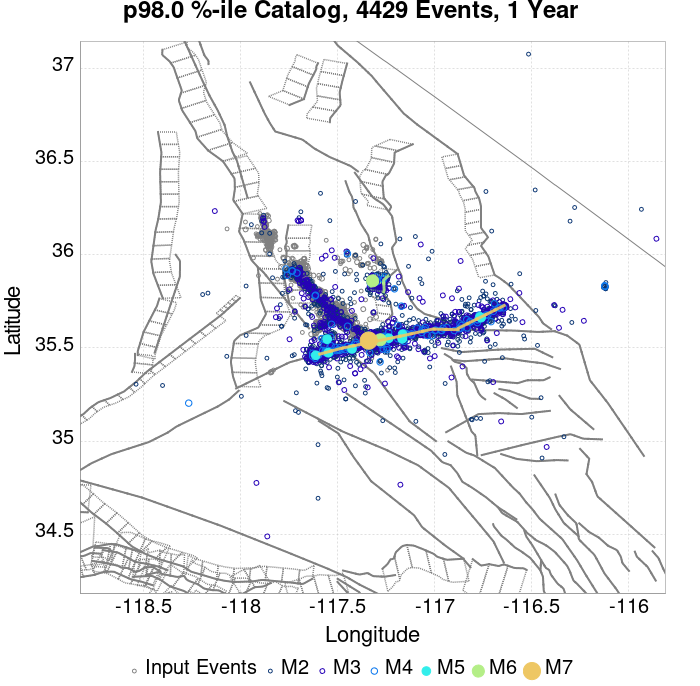 p98.0 %-ile Catalog, 4429 Events, 1 Year
37
36.5
36
35.5
35
34.5
Latitude
-118.5 -118 -117.5 -117 -116.5 -116
Longitude
Input Events M2 M3 M4 M5 M6 M7